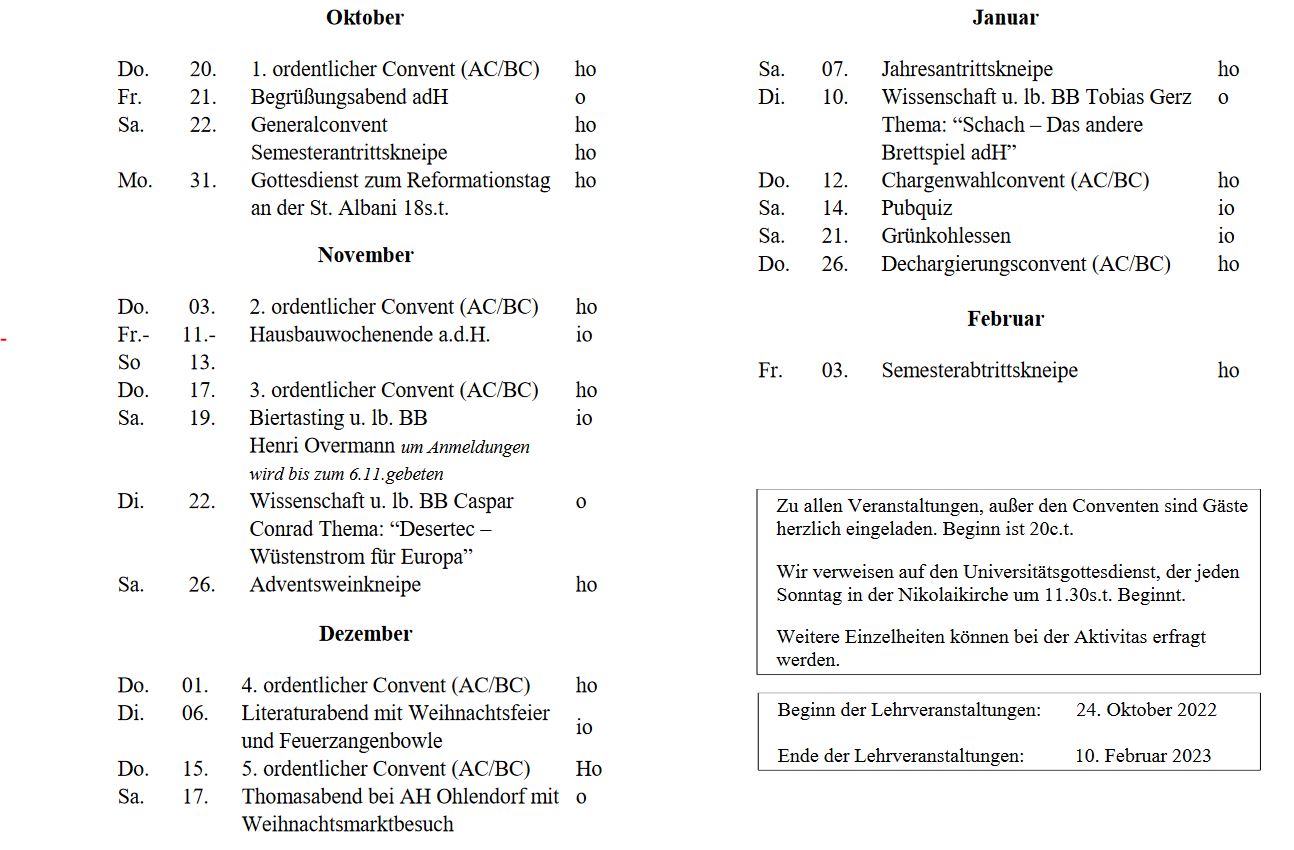 Oktober
Do. 20. 1. ordentlicher Convent (AC/BC) ho
Fr. 21. Begrüßungsabend adH o
Sa. 22. Generalconvent ho
Semesterantrittskneipe ho
Mo. 31. Gottesdienst zum Reformationstag ho
an der St. Albani 18s.t.
November
Do. 03. 2. ordentlicher Convent (AC/BC) ho
Fr.- 11.- Hausbauwochenende a.d.H. io
So 13.
Do. 17. 3. ordentlicher Convent (AC/BC) ho
Sa. 19. Biertasting u. lb. BB io
Henri Overmann um Anmeldungen
wird bis zum 6.11.gebeten
Di. 22. Wissenschaft u. lb. BB Caspar o
Conrad Thema: “Desertec –
Wüstenstrom für Europa”
Sa. 26. Adventsweinkneipe ho
Dezember
Do. 01. 4. ordentlicher Convent (AC/BC) ho
Di. 06. Literaturabend mit Weihnachtsfeier
und Feuerzangenbowle io
Do. 15. 5. ordentlicher Convent (AC/BC) Ho
Sa. 17. Thomasabend bei AH Ohlendorf mit o
Weihnachtsmarktbesuch
Januar
Sa. 07. Jahresantrittskneipe ho
Di. 10. Wissenschaft u. lb. BB Tobias Gerz o
Thema: “Schach – Das andere
Brettspiel adH”
Do. 12. Chargenwahlconvent (AC/BC) ho
Sa. 14. Pubquiz io
Sa. 21. Grünkohlessen io
Do. 26. Dechargierungsconvent (AC/BC) ho
Februar
Fr. 03. Semesterabtrittskneipe ho
Zu allen Veranstaltungen, außer den Conventen sind Gäste
herzlich eingeladen. Beginn ist 20c.t.
Wir verweisen auf den Universitätsgottesdienst, der jeden
Sonntag in der Nikolaikirche um 11.30s.t. Beginnt.
Weitere Einzelheiten können bei der Aktivitas erfragt
werden.
Beginn der Lehrveranstaltungen: 24. Oktober 2022
Ende der Lehrveranstaltungen: 10. Februar 2023